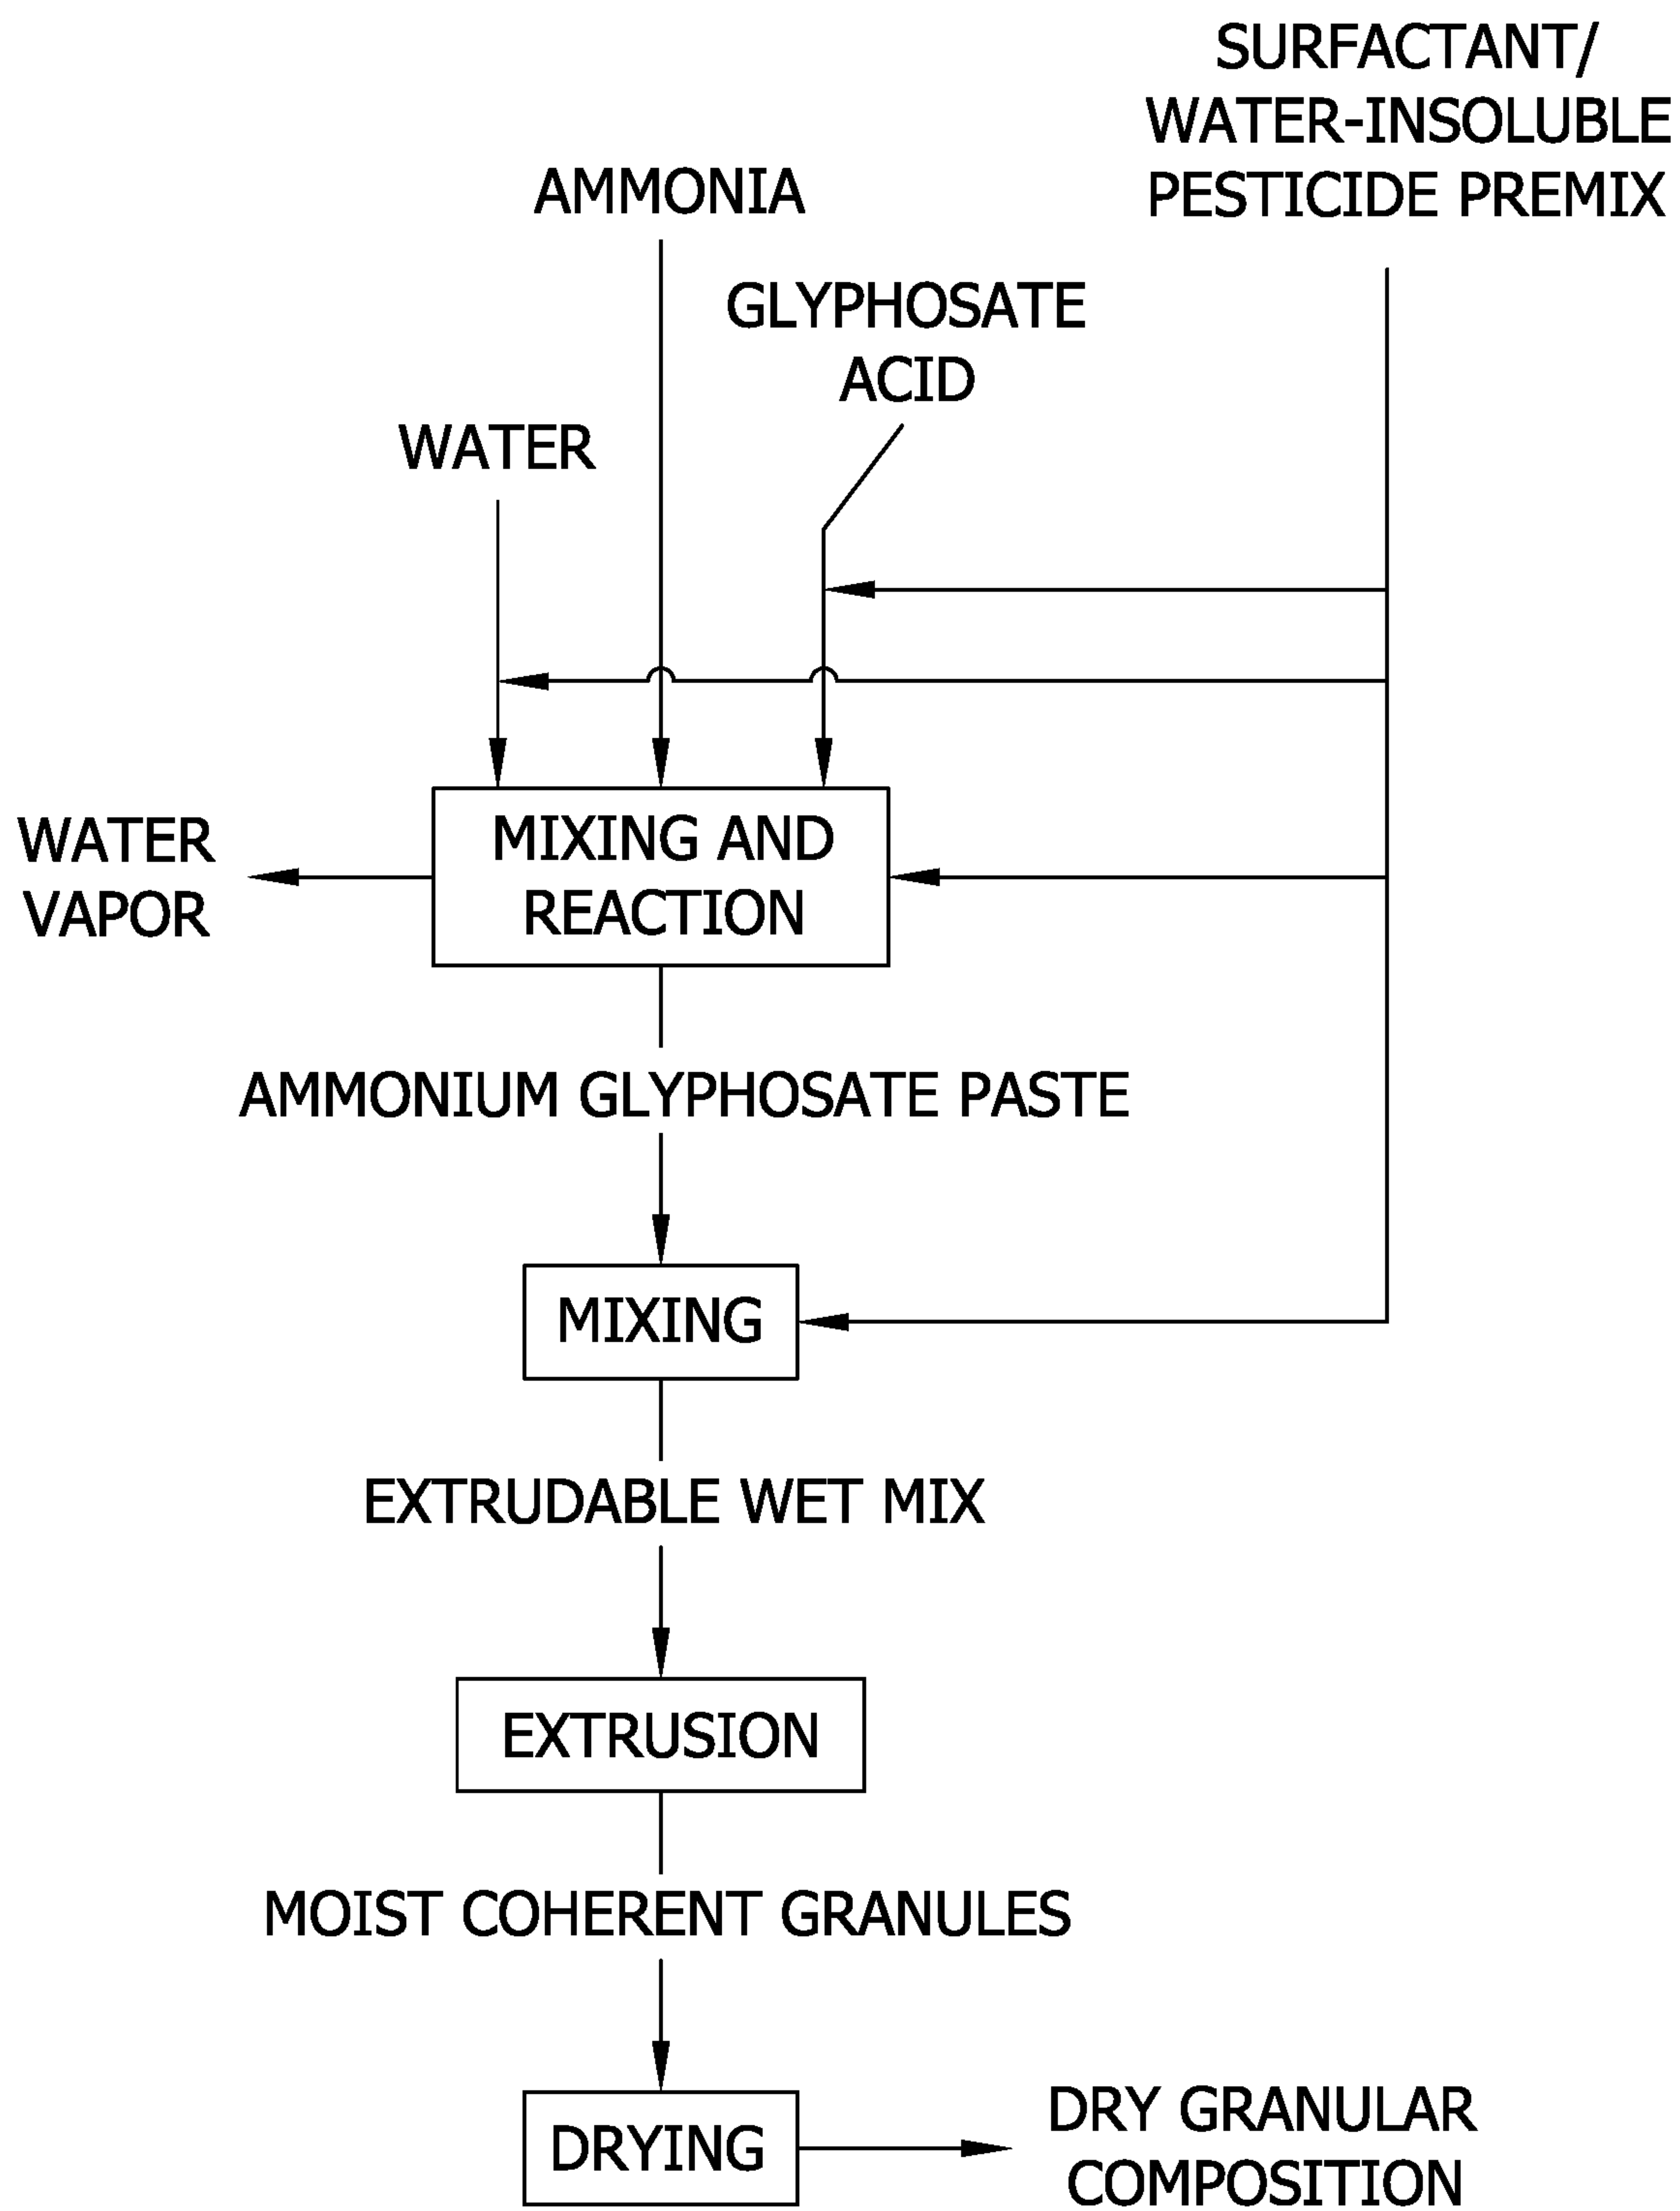 SURFACTANT/
WATER-INSOLUBLE
PESTICIDE PREMIX
AMMONIA
GLYPHOSATE
ACID
WATER
MIXING AND
REACTION
WATER
VAPOR
AMMONIUM GLYPHOSATE PASTE
MIXING
EXTRUDABLE WET MIX
EXTRUSION
MOIST COHERENT GRANULES
DRYING
DRY GRANULAR
COMPOSITION